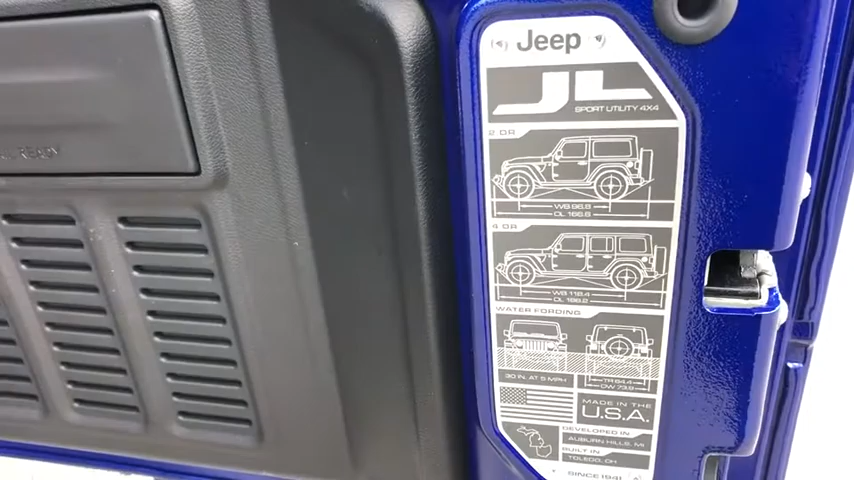 Jeep
JL
SPORT UTILITY 4X4
2 DR
WB 96.8
OL 166.8
4 DR
WB 118.4
OL 188.2
WATER FORDING
30 IN. AT 5 MPH
TR 64.4
OW 73.8
MADE IN THE
U.S.A.
DEVELOPED IN
AUBURN HILLS, MI
BUILT IN
TOLEDO, OH
SINCE 1941